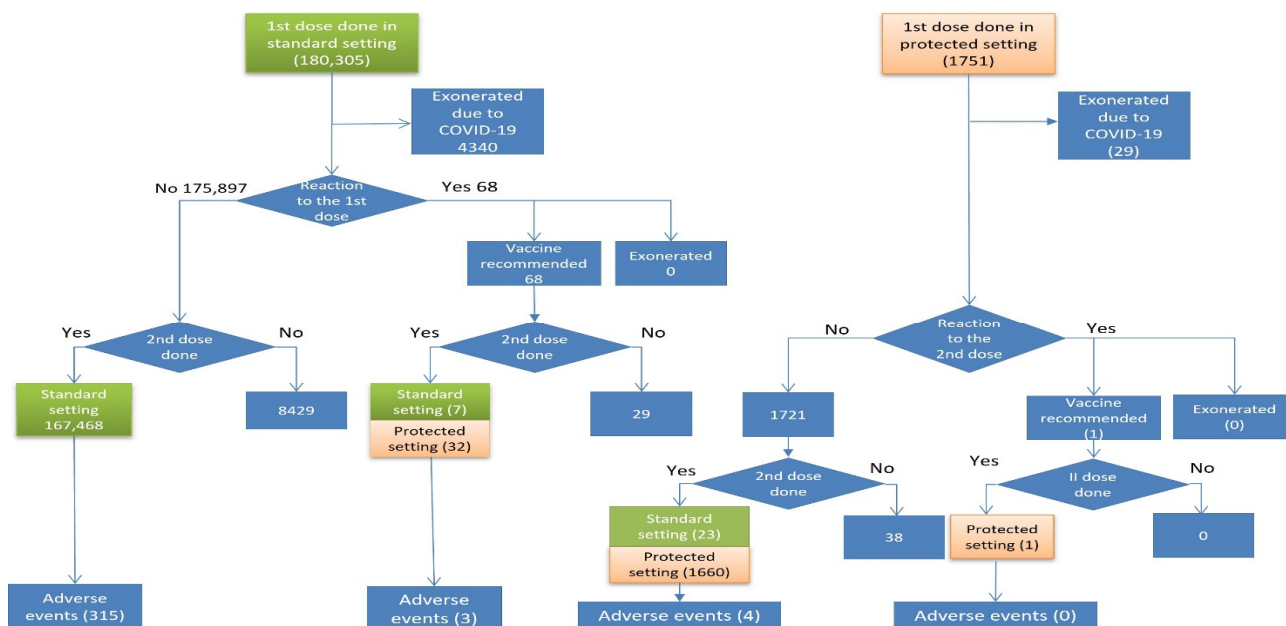 1st dose done in
standard setting
(180,305)
Exonerated
due to
COVID-19
4340
No 175,897
Reaction
to the 1st
dose
Yes 68
Vaccine
recommended
68
Exonerated
0
Yes
2nd dose
done
No
Standard
setting
167,468
8429
Yes
2nd dose
done
No
Standard
setting (7)
Protected
setting (32)
29
Adverse
events (315)
Adverse
events (3)
1st dose done in
protected setting
(1751)
Exonerated
due to
COVID-19
(29)
No
Reaction
to the
2nd dose
Yes
1721
Vaccine
recommended
(1)
Exonerated
(0)
Yes
2nd dose
done
No
Standard
setting (23)
Protected
setting (1660)
38
Yes
II dose
done
No
Protected
setting (1)
0
Adverse events (4)
Adverse events (0)